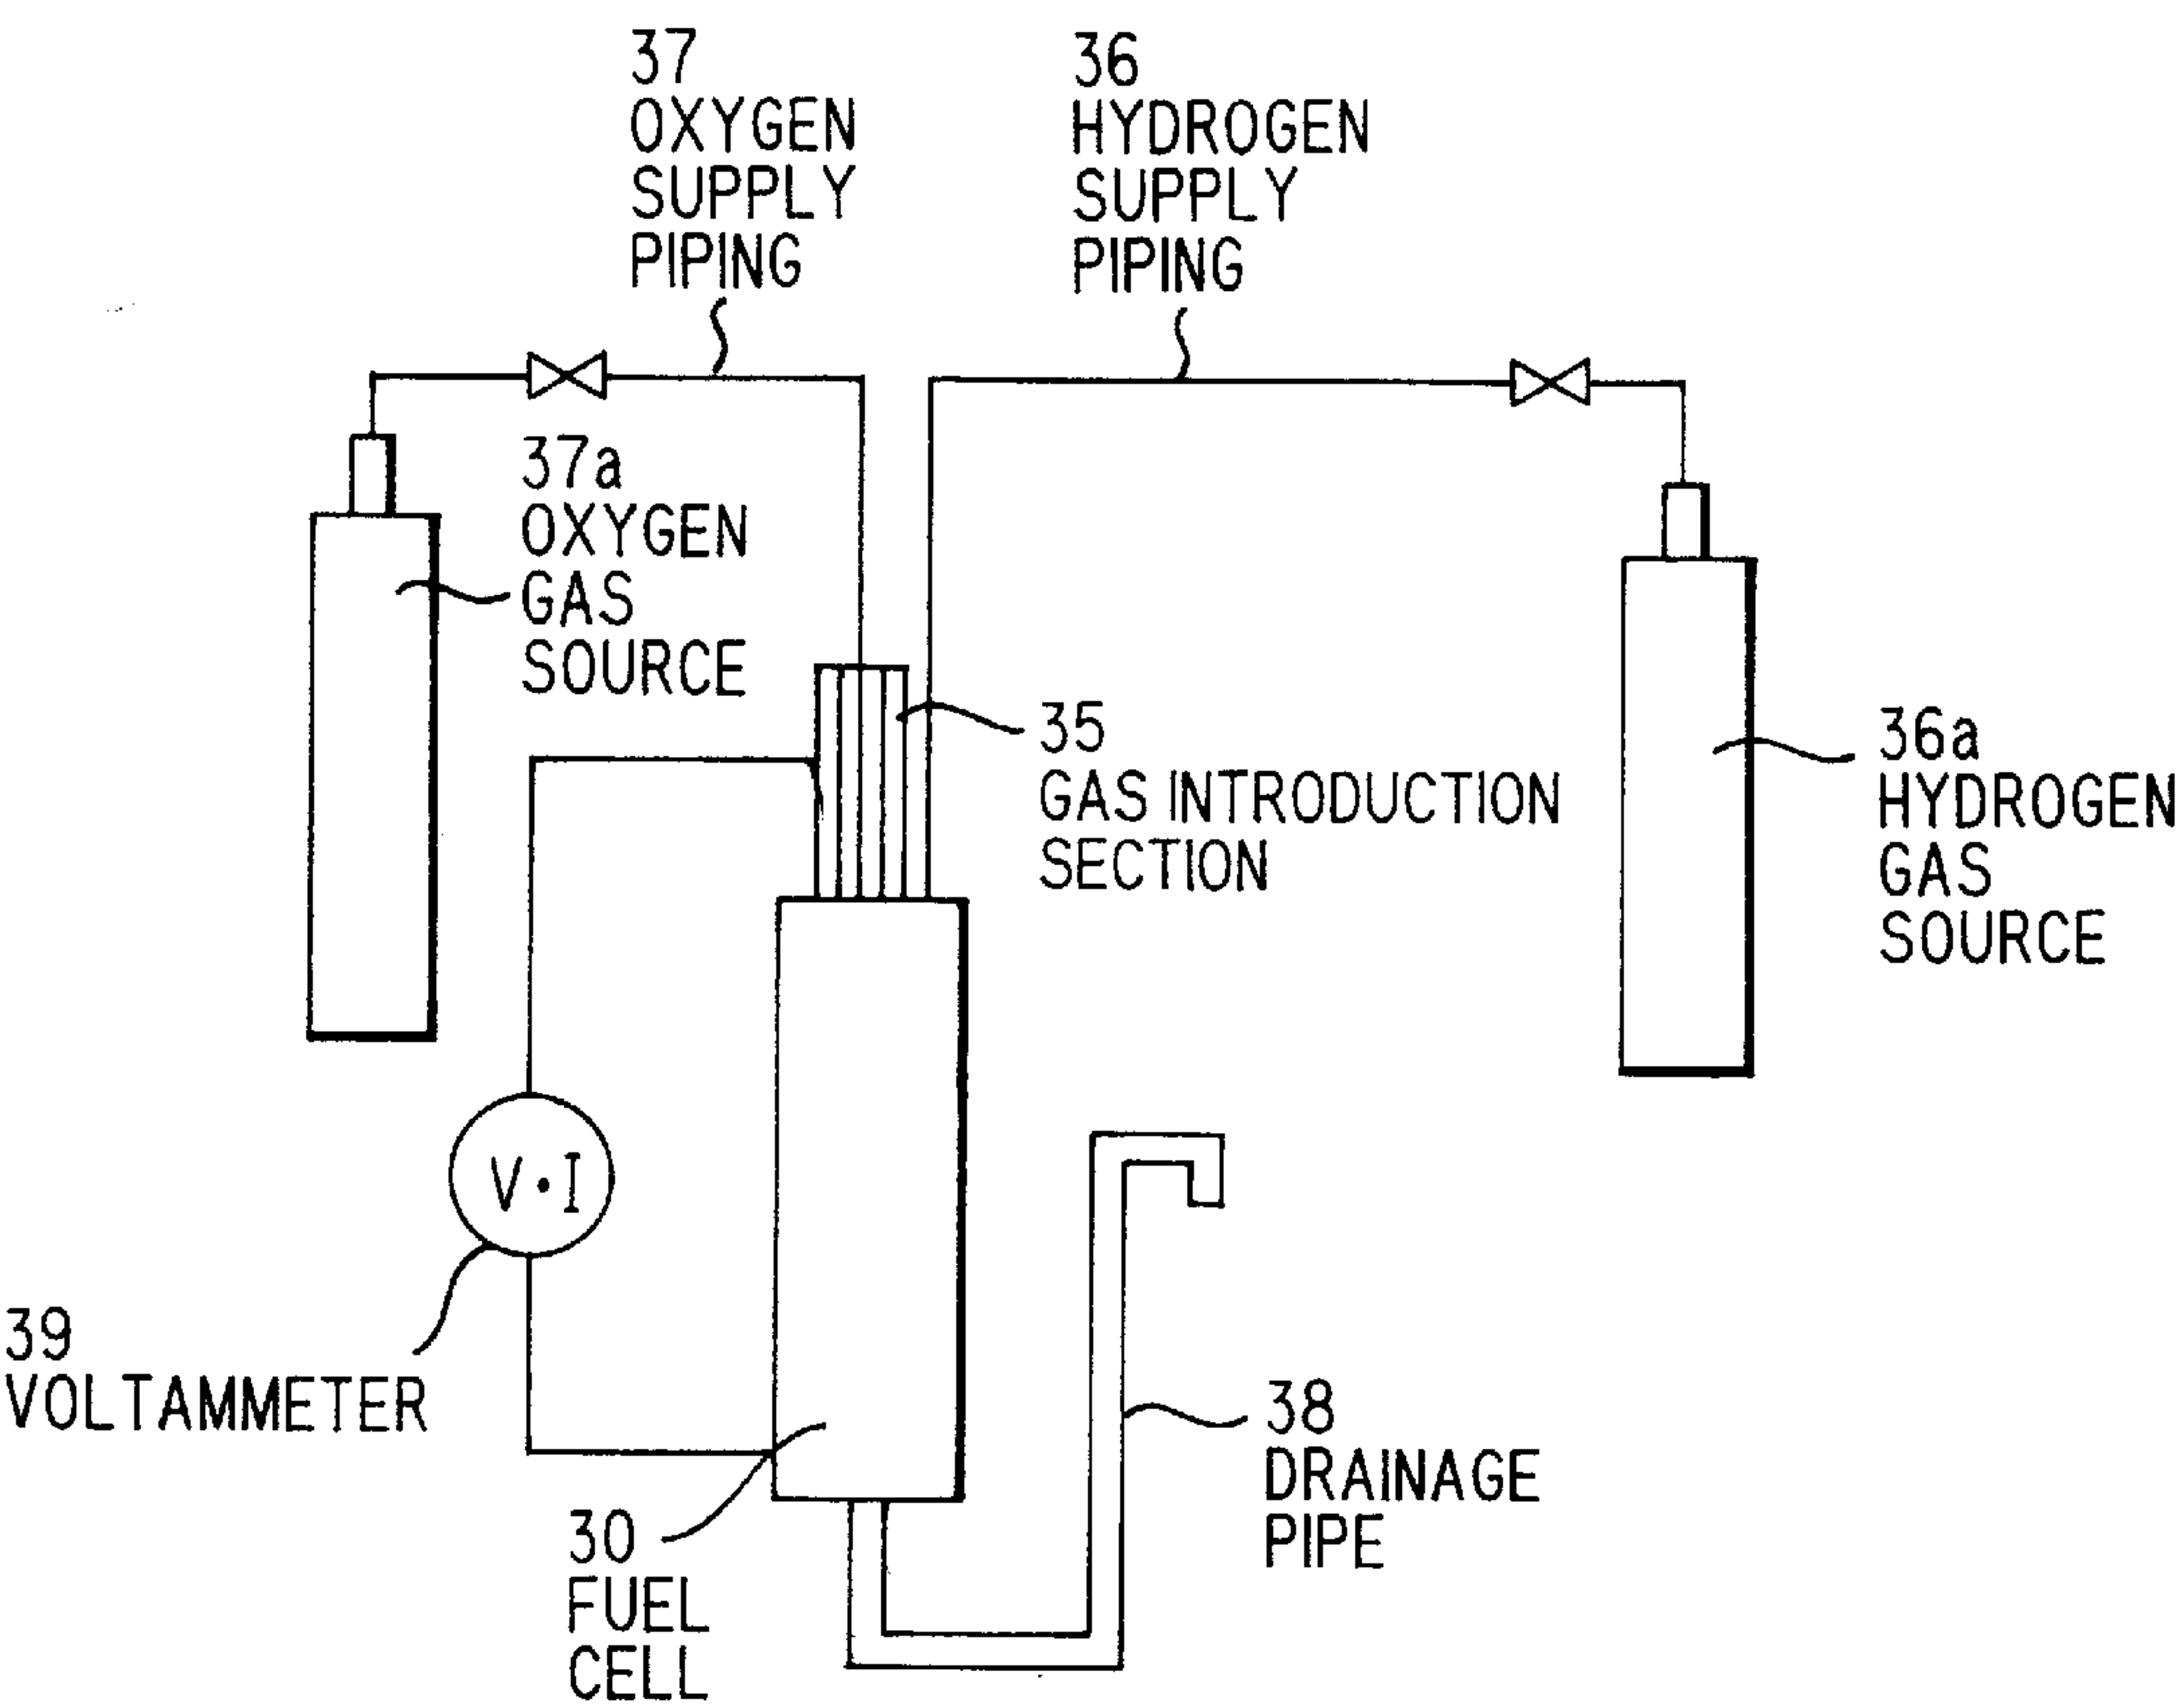 37
OXYGEN
SUPPLY
PIPING
36
HYDROGEN
SUPPLY
PIPING
37a
OXYGEN
GAS
SOURCE
35
GAS INTRODUCTION
SECTION
36a
HYDROGEN
GAS
SOURCE
V·I
39
VOLTAMMETER
38
DRAINAGE
PIPE
30
FUEL
CELL